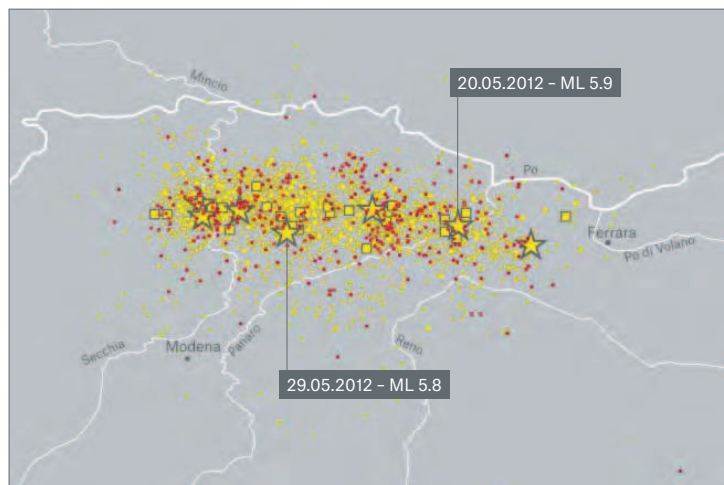 Mincio
20.05.2012 – ML 5.9
Po
Ferrara
Po di Volano
Secchia
Modena
Panaro
Reno
29.05.2012 – ML 5.8